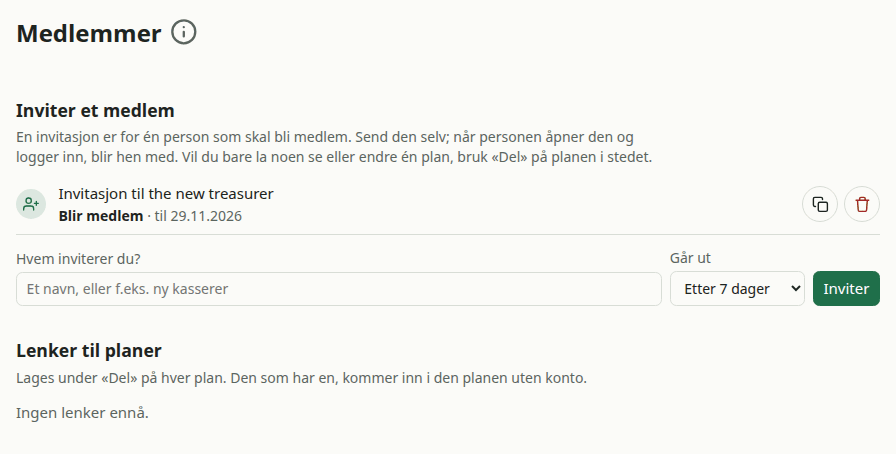 Medlemmer
Inviter et medlem
En invitasjon er for én person som skal bli medlem. Send den selv; når personen åpner den og
logger inn, blir hen med. Vil du bare la noen se eller endre én plan, bruk «Del» på planen i stedet.
Invitasjon til the new treasurer
Blir medlem · til 29.11.2026
Hvem inviterer du?
Går ut
Et navn, eller f.eks. ny kasserer
Etter 7 dager
Inviter
Lenker til planer
Lages under «Del» på hver plan. Den som har en, kommer inn i den planen uten konto.
Ingen lenker ennå.